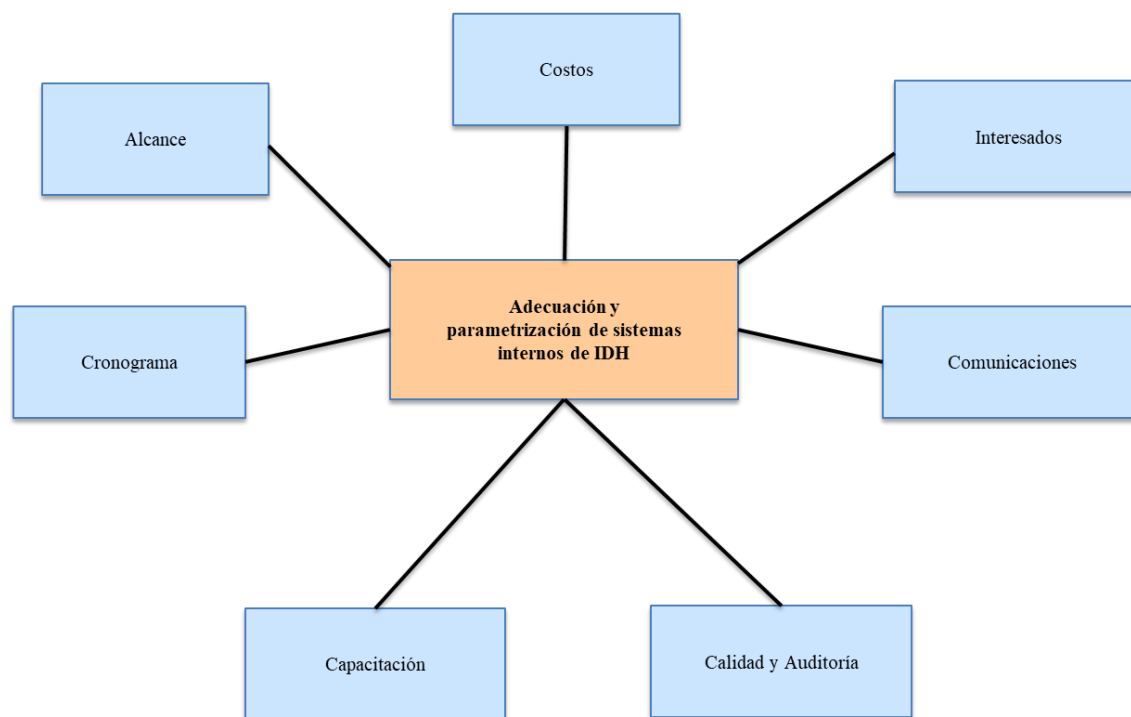 Costos
Alcance
Interesados
Adecuación y
parametrización de sistemas
internos de IDH
Cronograma
Comunicaciones
Capacitación
Calidad y Auditoría